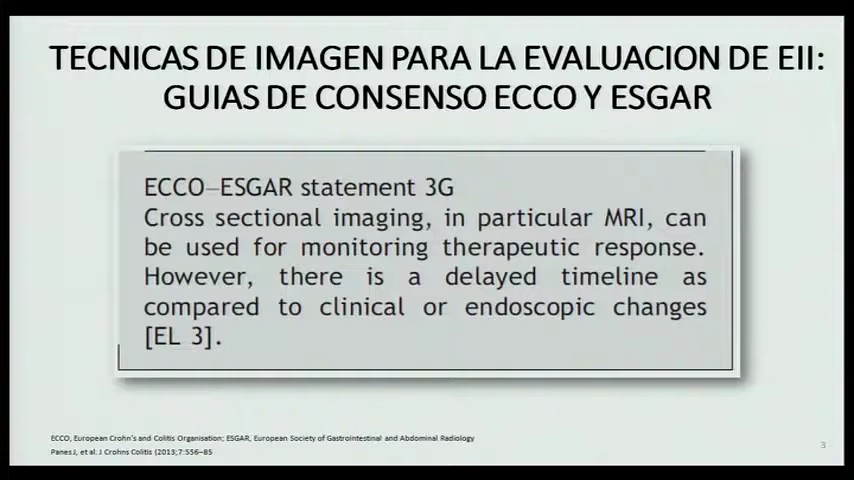 TECNICAS DE IMAGEN PARA LA EVALUACION DE EII:
GUIAS DE CONSENSO ECCO Y ESGAR
ECCO–ESGAR statement 3G
Cross sectional imaging, in particular MRI, can
be used for monitoring therapeutic response.
However, there is a delayed timeline as
compared to clinical or endoscopic changes
[EL 3].
ECCO, European Crohn's and Colitis Organisation; ESGAR, European Society of Gastrointestinal and Abdominal Radiology
Panes J, et al. J Crohns Colitis (2013;7:556–85
3